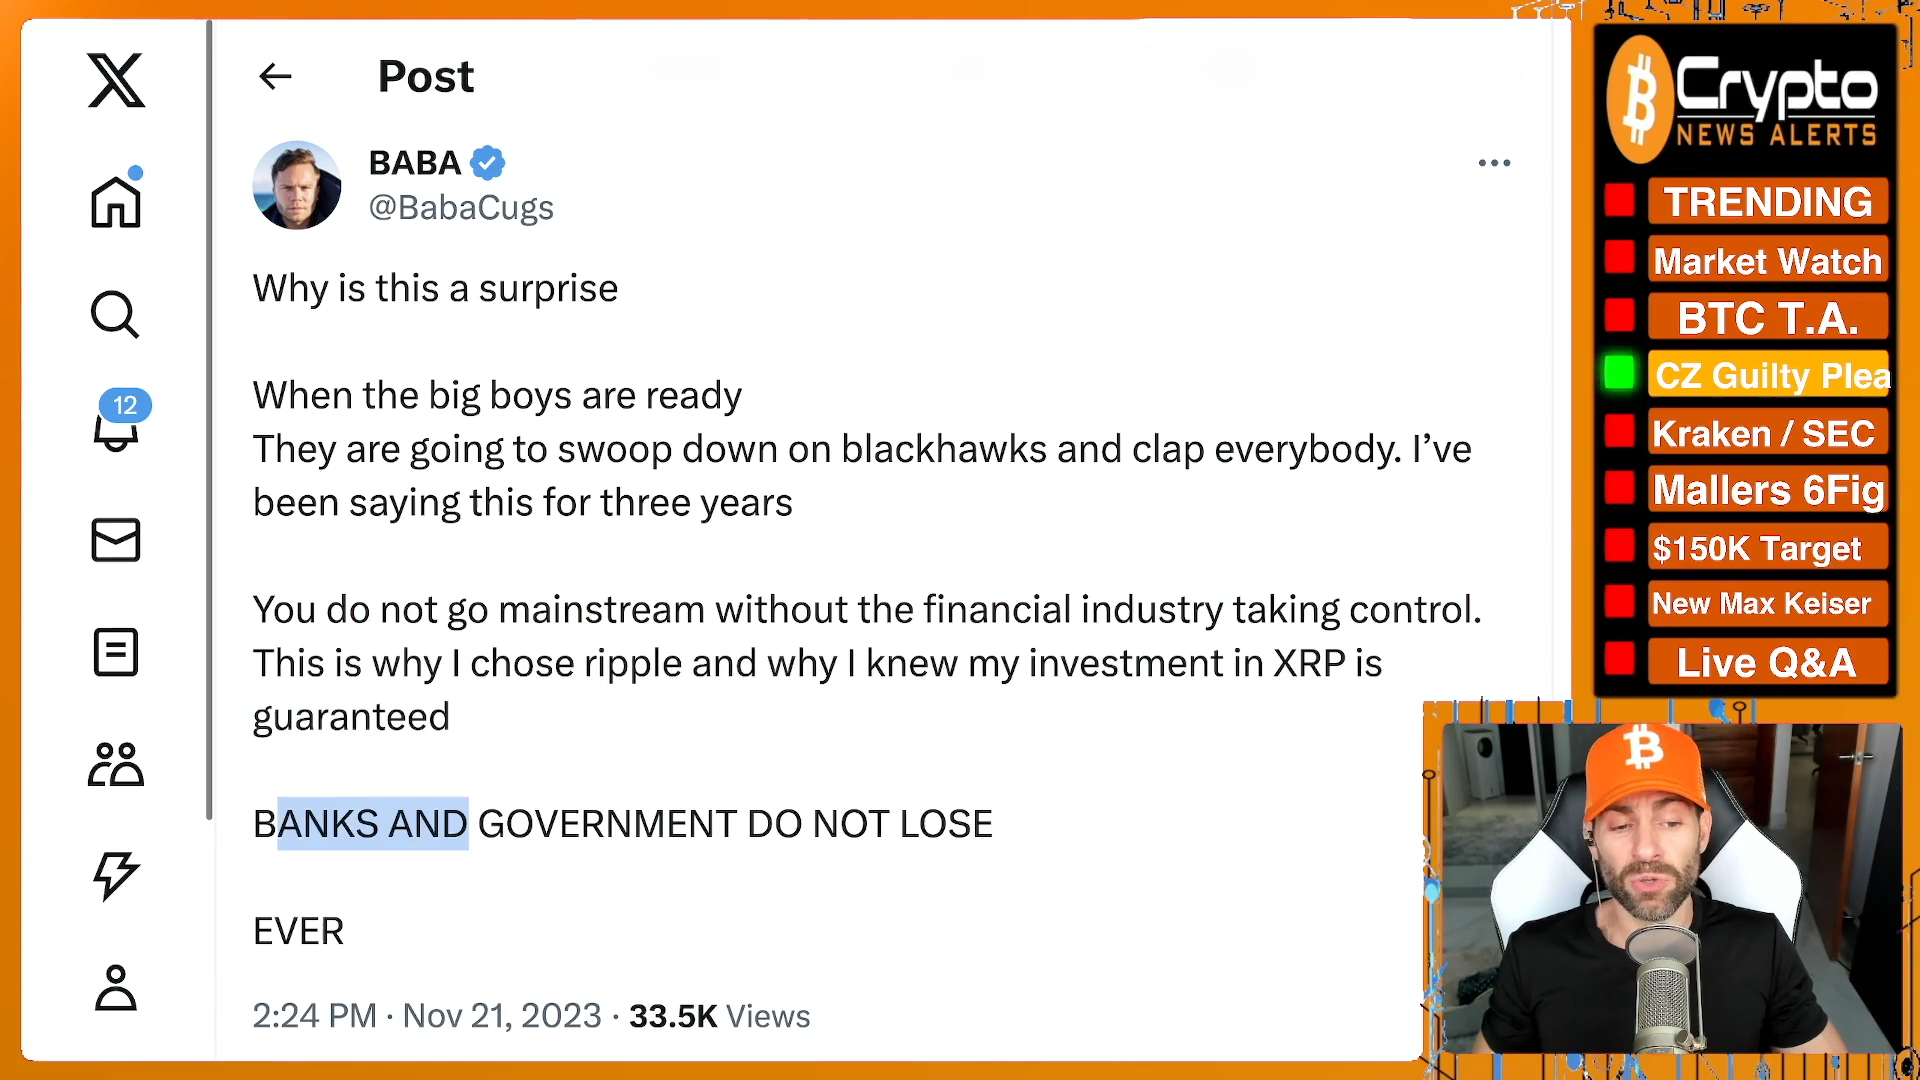 Post
BABA
@BabaCugs
Why is this a surprise
When the big boys are ready
They are going to swoop down on blackhawks and clap everybody. I’ve
been saying this for three years
You do not go mainstream without the financial industry taking control.
This is why I chose ripple and why I knew my investment in XRP is
guaranteed
BANKS AND GOVERNMENT DO NOT LOSE
EVER
2:24 PM · Nov 21, 2023 · 33.5K Views
12
Crypto
NEWS ALERTS
TRENDING
Market Watch
BTC T.A.
CZ Guilty Plea
Kraken / SEC
Mallers 6Fig
$150K Target
New Max Keiser
Live Q&A